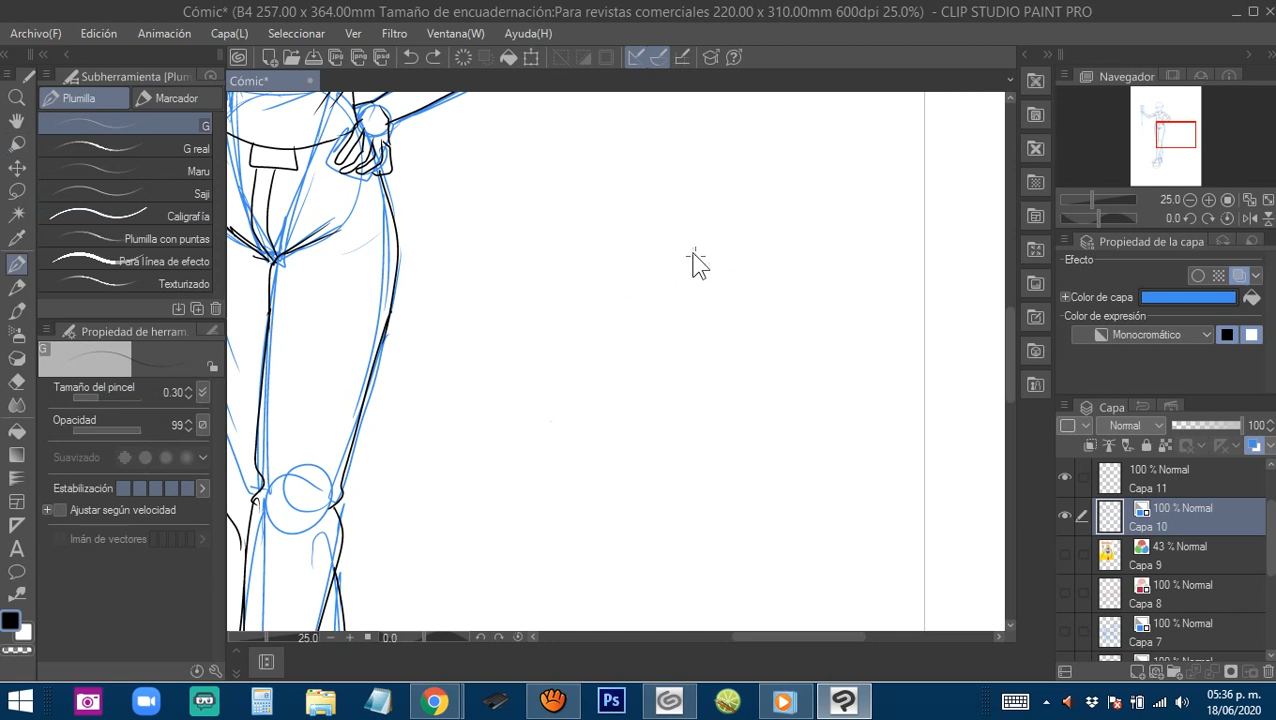 Cómic* (B4 257.00 x 364.00mm Tamaño de encuadernación:Para revistas comerciales 220.00 x 310.00mm 600dpi 25.0%) - CLIP STUDIO PAINT PRO
Archivo(F) Edición Animación Capa(L) Seleccionar Ver Filtro Ventana(W) Ayuda(H)
Subherramienta [Plum
Cómic*
Navegador
Plumilla
Marcador
G
G real
Maru
Saji
Caligrafía
Plumilla con puntas
Para línea de efecto
Texturizado
25.0
0.0
Propiedad de la capa
Efecto
Color de capa
Color de expresión
Monocromático
Propiedad de herram.
G
Tamaño del pincel 0.30
Opacidad 99
Suavizado
Estabilización
Ajustar según velocidad
Imán de vectores
Capa
Normal 100
100 % Normal
Capa 11
100 % Normal
Capa 10
43 % Normal
Capa 9
100 % Normal
Capa 8
100 % Normal
Capa 7
100 % Normal
25.0 0.0
Ps
05:36 p. m.
18/06/2020